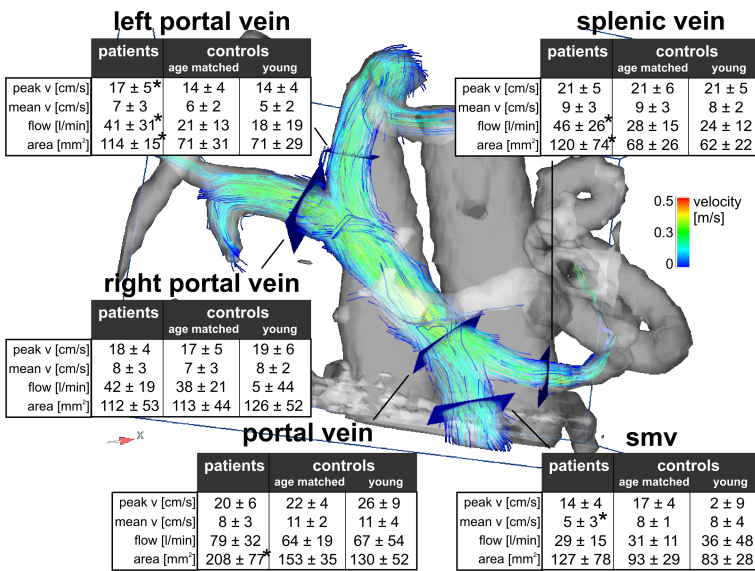 left portal vein
patients controls
age matched young
peak v [cm/s] 17 ± 5* 14 ± 4 14 ± 4
mean v [cm/s] 7 ± 3 6 ± 2 5 ± 2
flow [l/min] 41 ± 31* 21 ± 13 18 ± 19
area [mm²] 114 ± 15* 71 ± 31 71 ± 29
splenic vein
patients controls
age matched young
peak v [cm/s] 21 ± 5 21 ± 6 21 ± 5
mean v [cm/s] 9 ± 3 9 ± 3 8 ± 2
flow [l/min] 46 ± 26* 28 ± 15 24 ± 12
area [mm²] 120 ± 74* 68 ± 26 62 ± 22
0.5 velocity
[m/s]
0.3
0
right portal vein
patients controls
age matched young
peak v [cm/s] 18 ± 4 17 ± 5 19 ± 6
mean v [cm/s] 8 ± 3 7 ± 3 8 ± 2
flow [l/min] 42 ± 19 38 ± 21 5 ± 44
area [mm²] 112 ± 53 113 ± 44 126 ± 52
x
portal vein
patients controls
age matched young
peak v [cm/s] 20 ± 6 22 ± 4 26 ± 9
mean v [cm/s] 8 ± 3 11 ± 2 11 ± 4
flow [l/min] 79 ± 32 64 ± 19 67 ± 54
area [mm²] 208 ± 77* 153 ± 35 130 ± 52
smv
patients controls
age matched young
peak v [cm/s] 14 ± 4 17 ± 4 2 ± 9
mean v [cm/s] 5 ± 3* 8 ± 1 8 ± 4
flow [l/min] 29 ± 15 31 ± 11 36 ± 48
area [mm²] 127 ± 78 93 ± 29 83 ± 28